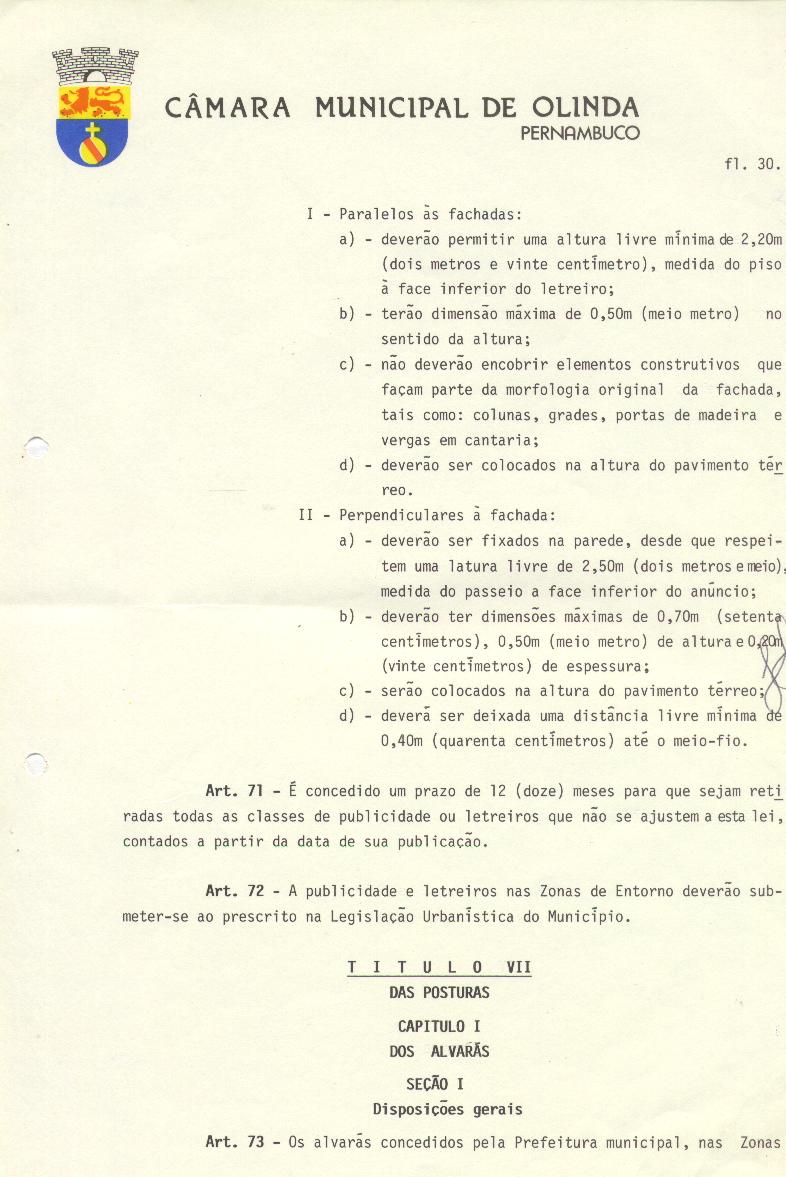 CÂMARA MUNICIPAL DE OLINDA
PERNAMBUCO
fl. 30.
I - Paralelos às fachadas:
a) - deverão permitir uma altura livre mínima de 2,20m
(dois metros e vinte centímetro), medida do piso
à face inferior do letreiro;
b) - terão dimensão máxima de 0,50m (meio metro) no
sentido da altura;
c) - não deverão encobrir elementos construtivos que
façam parte da morfologia original da fachada,
tais como: colunas, grades, portas de madeira e
vergas em cantaria;
d) - deverão ser colocados na altura do pavimento tér
reo.
II - Perpendiculares à fachada:
a) - deverão ser fixados na parede, desde que respei-
tem uma latura livre de 2,50m (dois metros e meio),
medida do passeio a face inferior do anúncio;
b) - deverão ter dimensões máximas de 0,70m (setenta
centímetros), 0,50m (meio metro) de altura e 0,20m
(vinte centímetros) de espessura;
c) - serão colocados na altura do pavimento térreo;
d) - deverá ser deixada uma distância livre mínima de
0,40m (quarenta centímetros) até o meio-fio.
Art. 71 - É concedido um prazo de 12 (doze) meses para que sejam reti
radas todas as classes de publicidade ou letreiros que não se ajustem a esta lei,
contados a partir da data de sua publicação.
Art. 72 - A publicidade e letreiros nas Zonas de Entorno deverão sub-
meter-se ao prescrito na Legislação Urbanística do Município.
T I T U L O VII
DAS POSTURAS
CAPITULO I
DOS ALVARÁS
SEÇÃO I
Disposições gerais
Art. 73 - Os alvarás concedidos pela Prefeitura municipal, nas Zonas